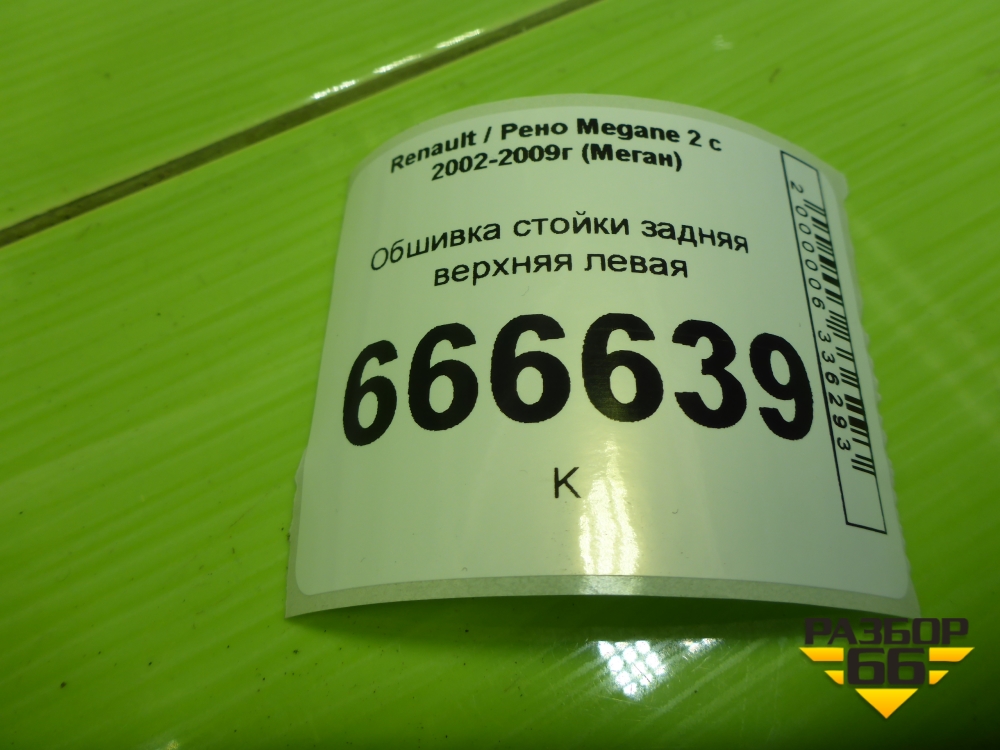 Renault / Рено Megane 2 с
2002-2009г (Меган)
Обшивка стойки задняя
верхняя левая
666639
К
2000006336293
РАЗБОР
66